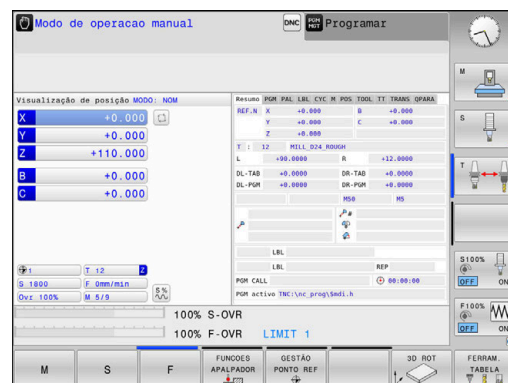 Modo de operacao manual
DNC
PGM
MGT
Programar
Visualização de posição MODO: NOM
X +0.000
Y +0.000
Z +110.000
B +0.000
C +0.000
1 T 12 Z
S 1800 F 0mm/min
Ovr 100% M 5/9
S %
Resumo PGM PAL LBL CYC M POS TOOL TT TRANS QPARA
REF.N X +0.000 B +0.000
Y +0.000 C +0.000
Z +0.000
T : 12 MILL_D24_ROUGH
L +90.0000 R +12.0000
DL-TAB +0.0000 DR-TAB +0.0000
DL-PGM +0.0000 DR-PGM +0.0000
M50 M5
LBL
LBL REP
PGM CALL 00:00:00
PGM activo TNC:\nc_prog\$mdi.h
100% S-OVR
100% F-OVR LIMIT 1
M
S
T
S100%
OFF ON
F100%
OFF ON
M
S
F
FUNCOES
APALPADOR
GESTÃO
PONTO REF
3D ROT
FERRAM.
TABELA